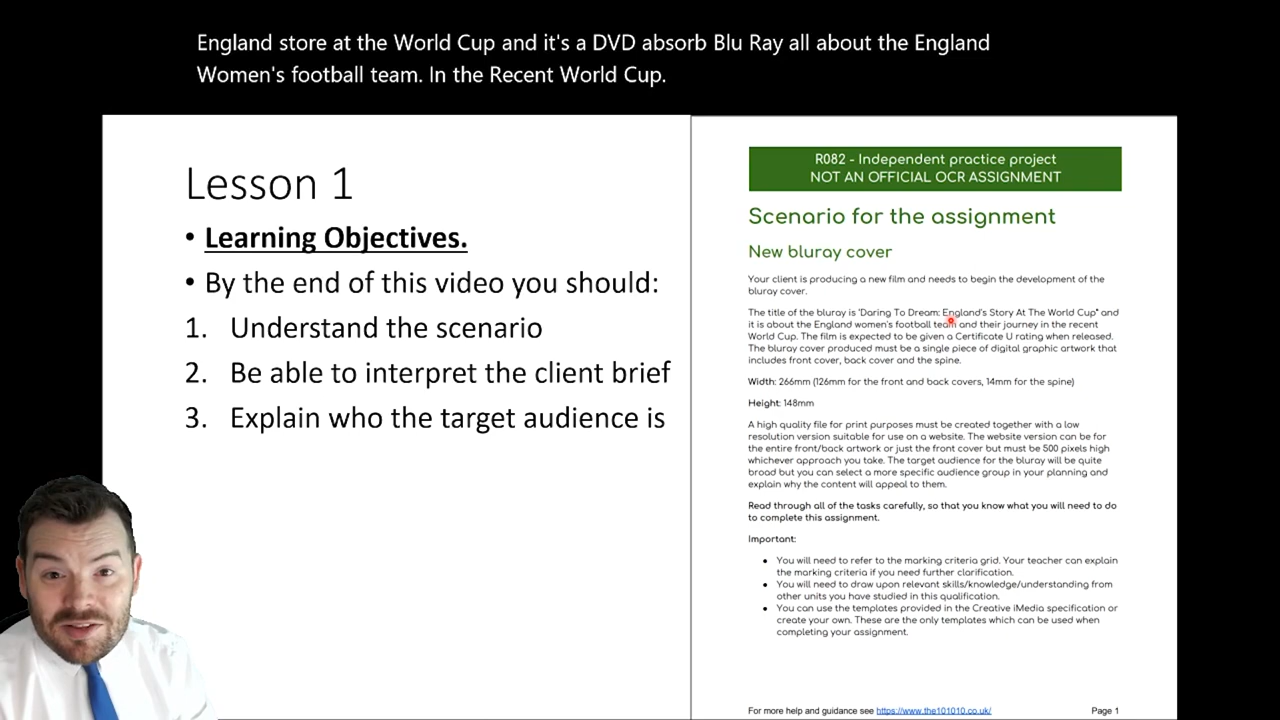 England store at the World Cup and it's a DVD absorb Blu Ray all about the England
Women's football team. In the Recent World Cup.
Lesson 1
• Learning Objectives.
• By the end of this video you should:
1. Understand the scenario
2. Be able to interpret the client brief
3. Explain who the target audience is
R082 - Independent practice project
NOT AN OFFICIAL OCR ASSIGNMENT
Scenario for the assignment
New bluray cover
Your client is producing a new film and needs to begin the development of the
bluray cover.
The title of the bluray is 'Daring To Dream: England's Story At The World Cup" and
it is about the England women's football team and their journey in the recent
World Cup. The film is expected to be given a Certificate U rating when released.
The bluray cover produced must be a single piece of digital graphic artwork that
includes front cover, back cover and the spine.
Width: 266mm (126mm for the front and back covers, 14mm for the spine)
Height: 148mm
A high quality file for print purposes must be created together with a low
resolution version suitable for use on a website. The website version can be for
the entire front/back artwork or just the front cover but must be 500 pixels high
whichever approach you take. The target audience for the bluray will be quite
broad but you can select a more specific audience group in your planning and
explain why the content will appeal to them.
Read through all of the tasks carefully, so that you know what you will need to do
to complete this assignment.
Important:
• You will need to refer to the marking criteria grid. Your teacher can explain
the marking criteria if you need further clarification.
• You will need to draw upon relevant skills/knowledge/understanding from
other units you have studied in this qualification.
• You can use the templates provided in the Creative iMedia specification or
create your own. These are the only templates which can be used when
completing your assignment.
For more help and guidance see https://www.the101010.co.uk/ Page 1